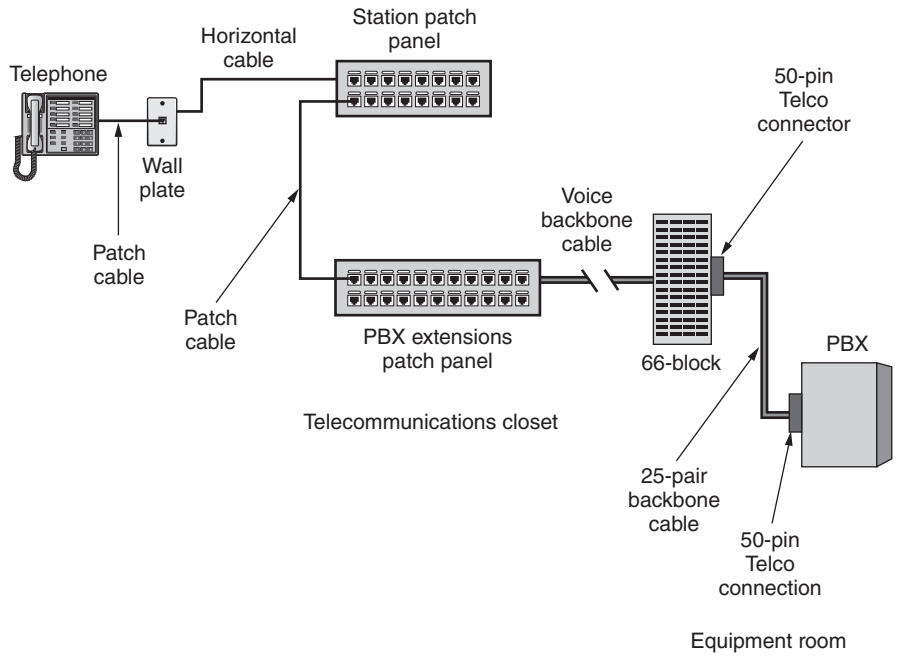 Station patch
panel
Horizontal
cable
Telephone
50-pin
Telco
connector
Wall
plate
Voice
backbone
cable
Patch
cable
Patch
cable
PBX extensions
patch panel
66-block
PBX
Telecommunications closet
25-pair
backbone
cable
50-pin
Telco
connection
Equipment room